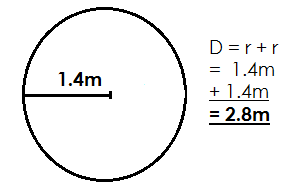 1.4m
D = r + r
= 1.4m
+ 1.4m
= 2.8m